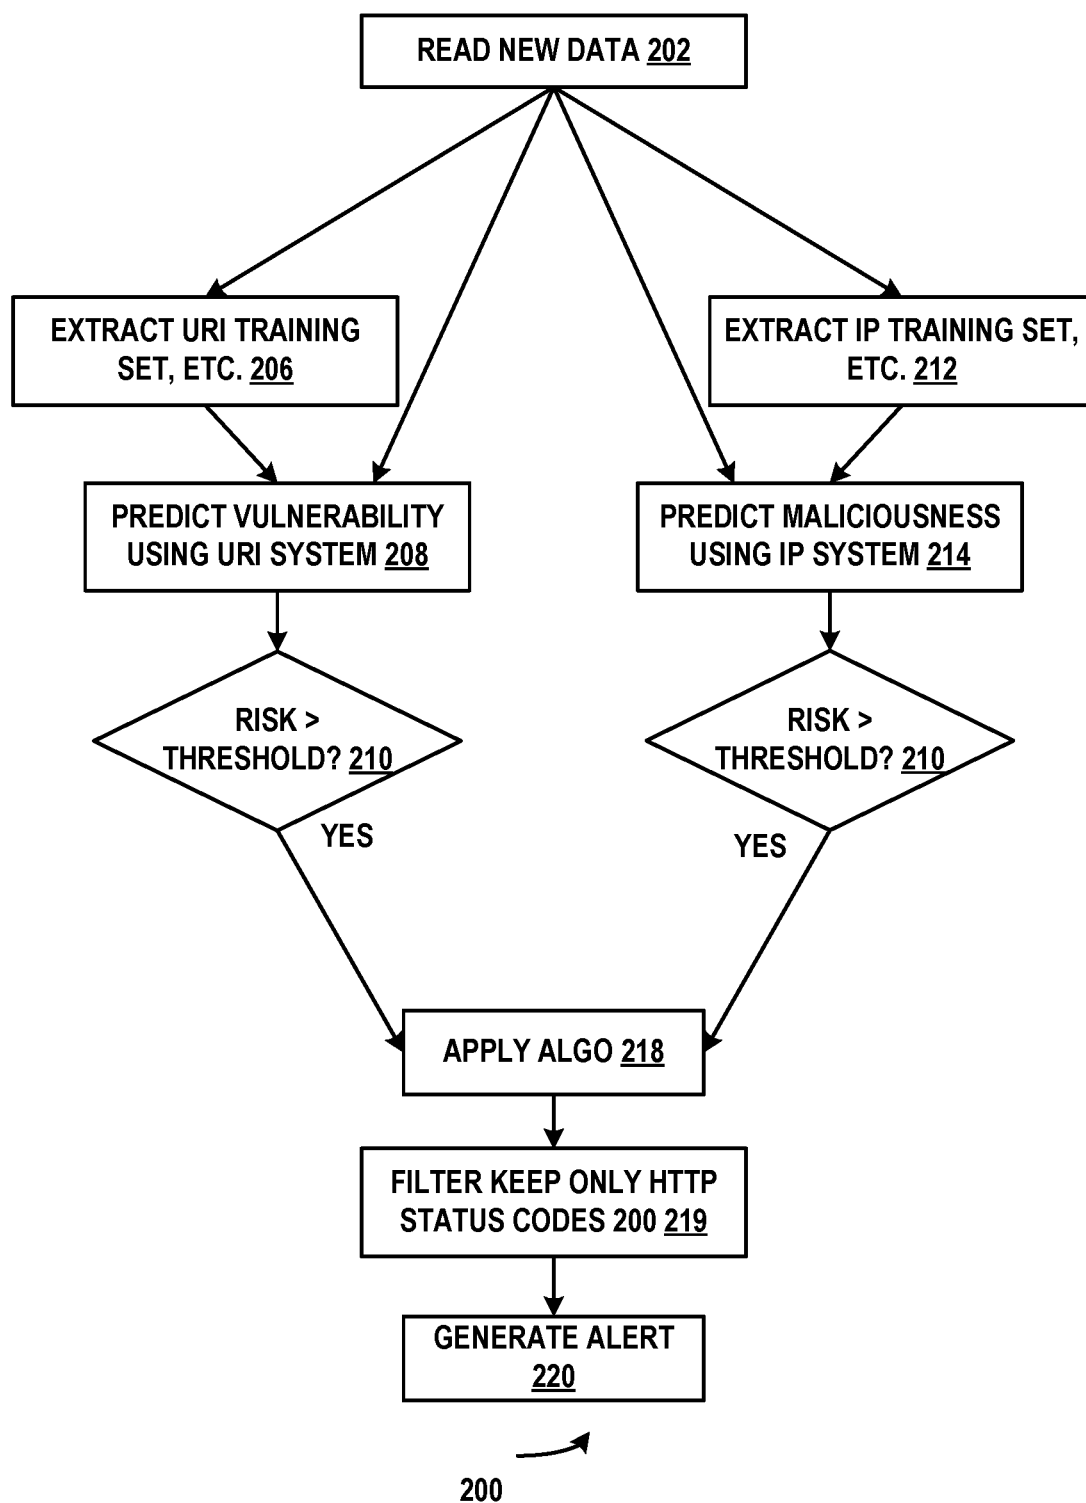 READ NEW DATA 202
EXTRACT URI TRAINING
SET, ETC. 206
EXTRACT IP TRAINING SET,
ETC. 212
PREDICT VULNERABILITY
USING URI SYSTEM 208
PREDICT MALICIOUSNESS
USING IP SYSTEM 214
RISK >
THRESHOLD? 210
RISK >
THRESHOLD? 210
YES
YES
APPLY ALGO 218
FILTER KEEP ONLY HTTP
STATUS CODES 200 219
GENERATE ALERT
220
200